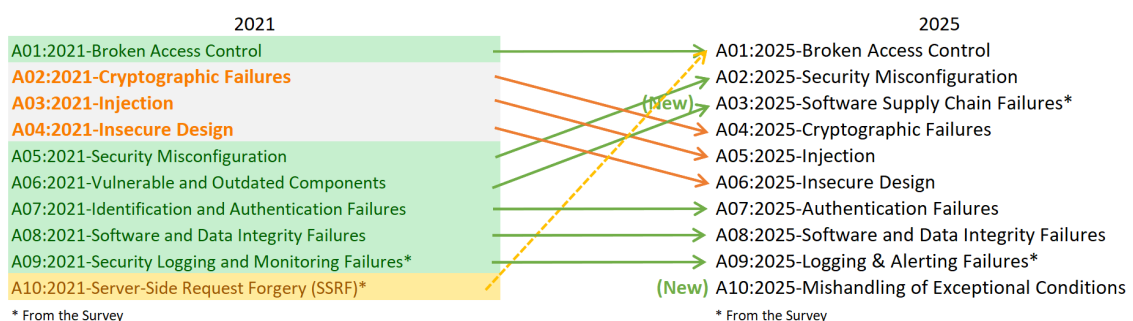 2021
A01:2021-Broken Access Control
A02:2021-Cryptographic Failures
A03:2021-Injection
A04:2021-Insecure Design
A05:2021-Security Misconfiguration
A06:2021-Vulnerable and Outdated Components
A07:2021-Identification and Authentication Failures
A08:2021-Software and Data Integrity Failures
A09:2021-Security Logging and Monitoring Failures*
A10:2021-Server-Side Request Forgery (SSRF)*
* From the Survey
2025
A01:2025-Broken Access Control
A02:2025-Security Misconfiguration
(New) A03:2025-Software Supply Chain Failures*
A04:2025-Cryptographic Failures
A05:2025-Injection
A06:2025-Insecure Design
A07:2025-Authentication Failures
A08:2025-Software and Data Integrity Failures
A09:2025-Logging & Alerting Failures*
(New) A10:2025-Mishandling of Exceptional Conditions
* From the Survey